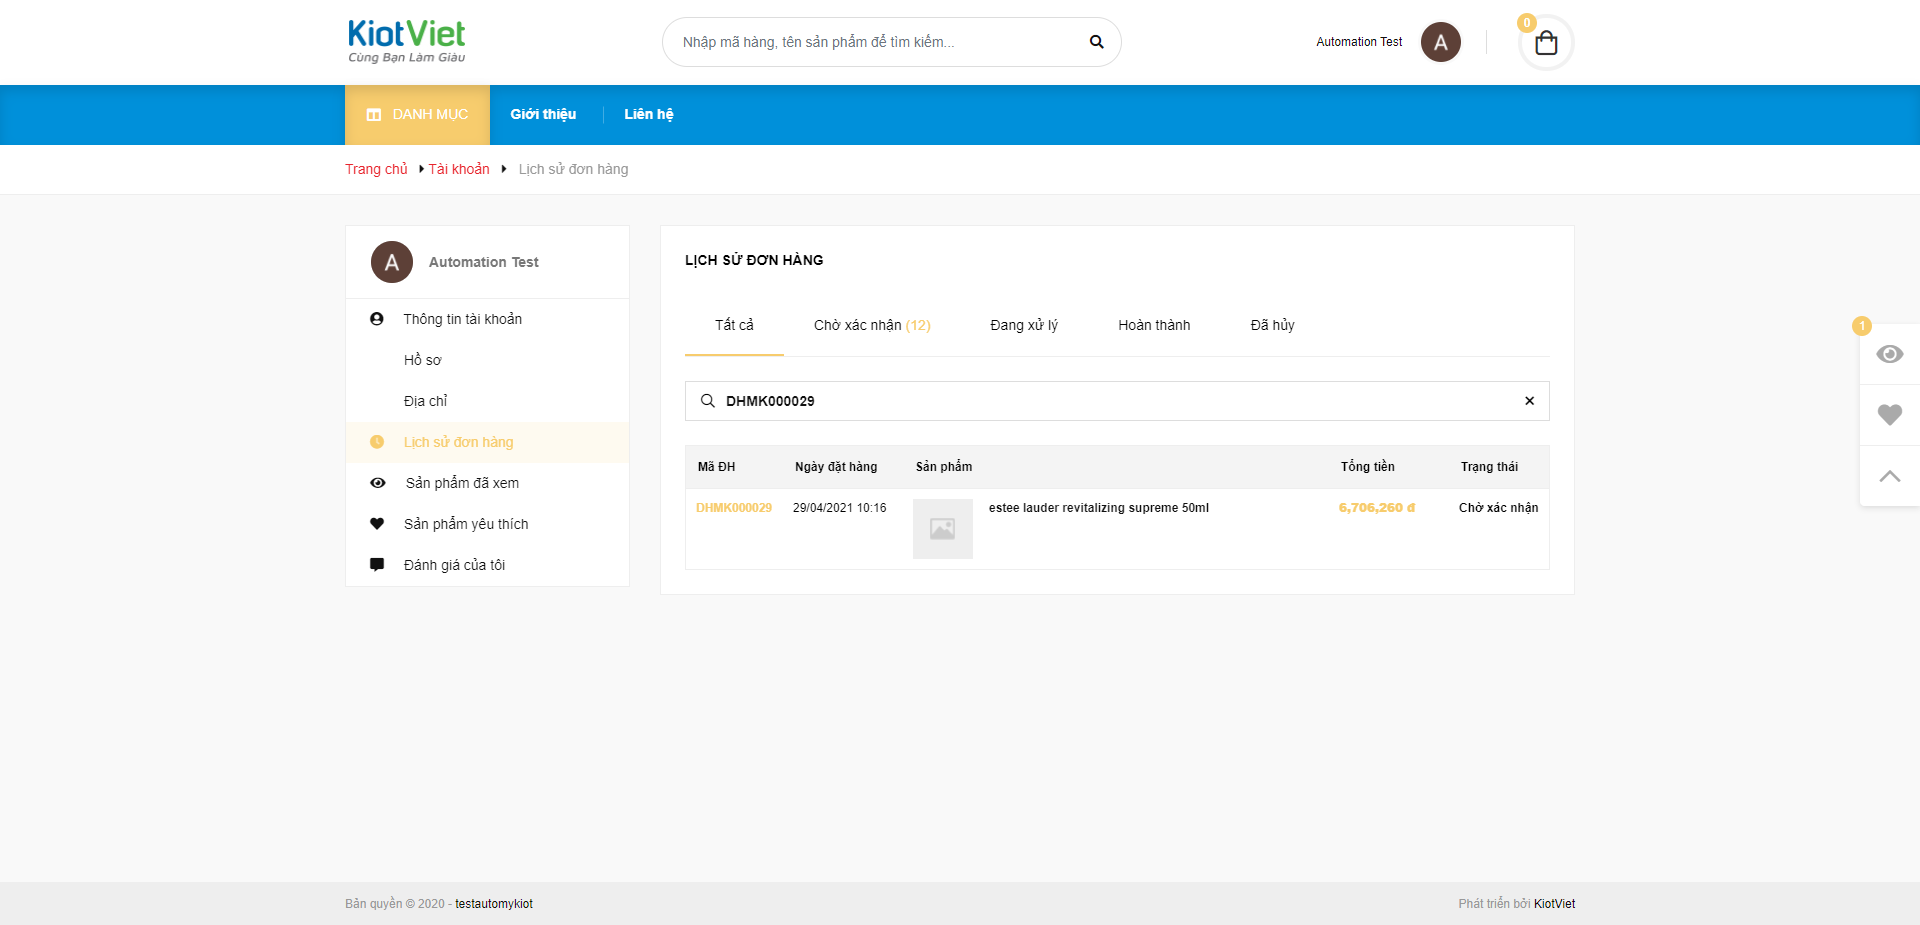 KiotViet
Cùng Bạn Làm Giàu
Nhập mã hàng, tên sản phẩm để tìm kiếm...
Automation Test
A
0
DANH MỤC
Giới thiệu
Liên hệ
Trang chủ
Tài khoản
Lịch sử đơn hàng
A
Automation Test
Thông tin tài khoản
Hồ sơ
Địa chỉ
Lịch sử đơn hàng
Sản phẩm đã xem
Sản phẩm yêu thích
Đánh giá của tôi
LỊCH SỬ ĐƠN HÀNG
Tất cả
Chờ xác nhận (12)
Đang xử lý
Hoàn thành
Đã hủy
DHMK000029
Mã ĐH Ngày đặt hàng Sản phẩm Tổng tiền Trạng thái
DHMK000029 29/04/2021 10:16 estee lauder revitalizing supreme 50ml 6,706,260 đ Chờ xác nhận
1
Bản quyền © 2020 - testautomykiot
Phát triển bởi KiotViet